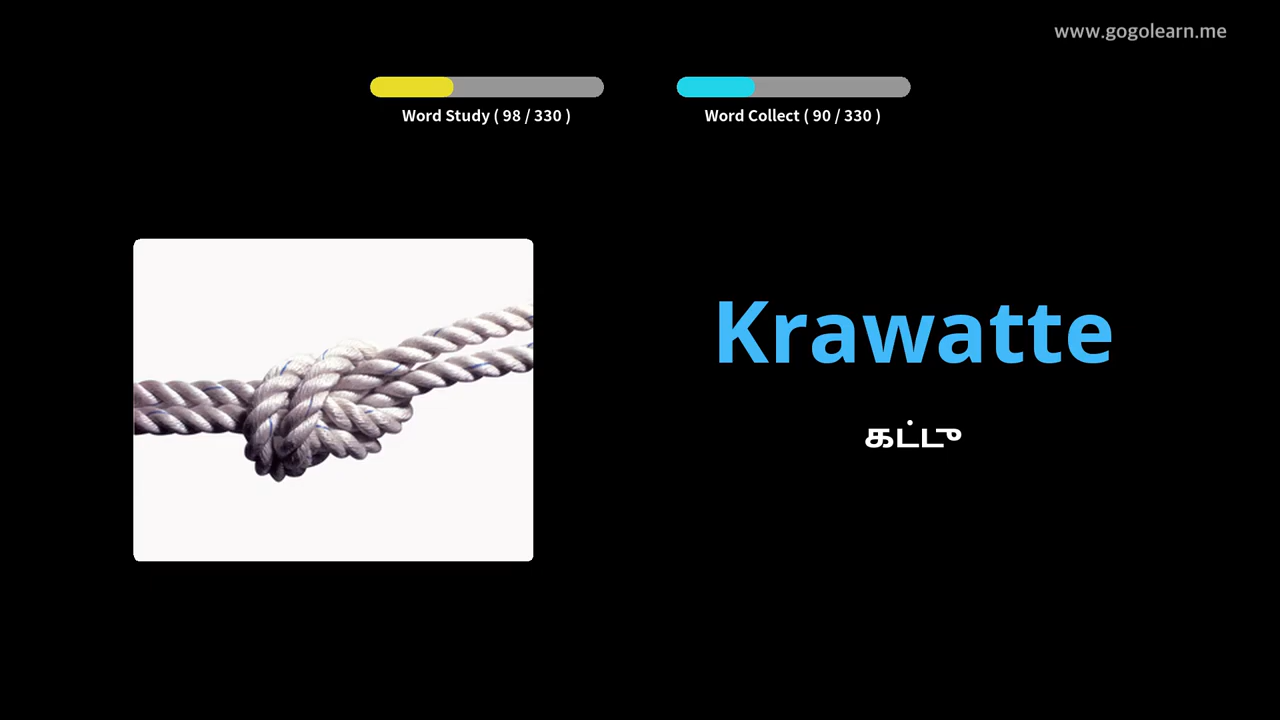 www.gogolearn.me
Word Study ( 98 / 330 )
Word Collect ( 90 / 330 )
Krawatte
கட்டு